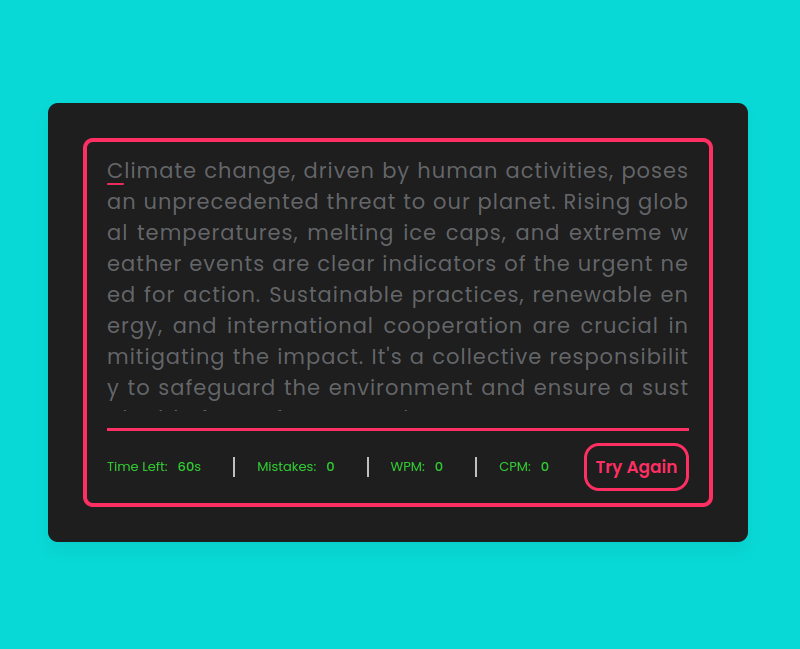 Climate change, driven by human activities, poses
an unprecedented threat to our planet. Rising glob
al temperatures, melting ice caps, and extreme w
eather events are clear indicators of the urgent ne
ed for action. Sustainable practices, renewable en
ergy, and international cooperation are crucial in
mitigating the impact. It's a collective responsibilit
y to safeguard the environment and ensure a sust
Time Left: 60s
Mistakes: 0
WPM: 0
CPM: 0
Try Again